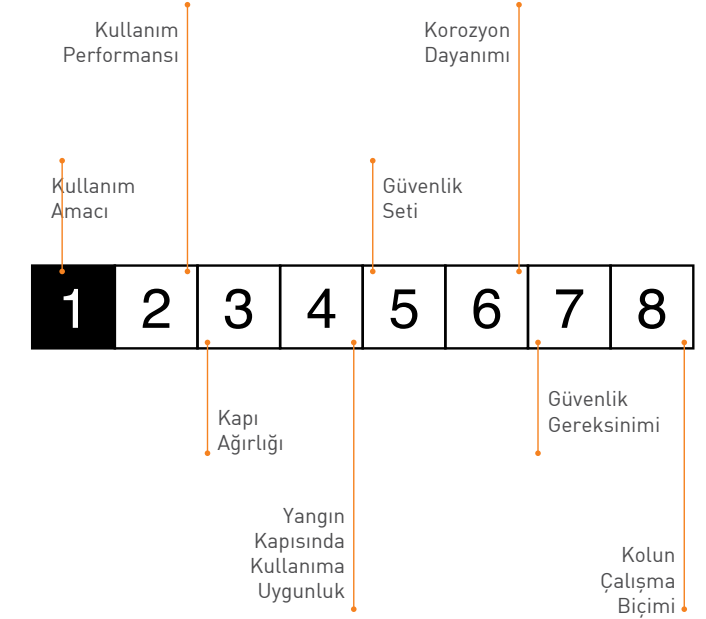 Kullanım
Performansı
Korozyon
Dayanımı
Kullanım
Amacı
Güvenlik
Seti
1 2 3 4 5 6 7 8
Kapı
Ağırlığı
Güvenlik
Gereksinimi
Yangın
Kapısında
Kullanıma
Uygunluk
Kolun
Çalışma
Biçimi